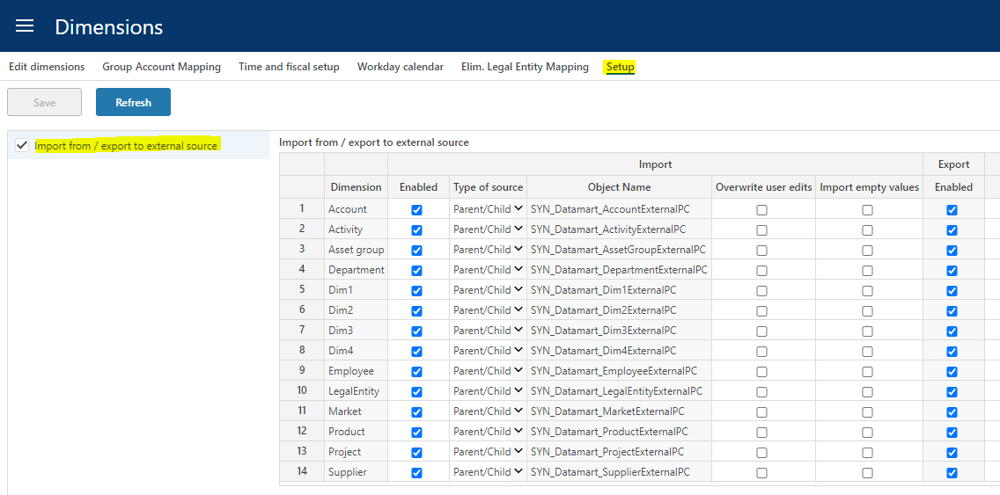 Dimensions
Edit dimensions Group Account Mapping Time and fiscal setup Workday calendar Elim. Legal Entity Mapping Setup
Save Refresh
Import from / export to external source
Import from / export to external source
Import Export
Dimension Enabled Type of source Object Name Overwrite user edits Import empty values Enabled
1 Account Parent/Child SYN_Datamart_AccountExternalPC
2 Activity Parent/Child SYN_Datamart_ActivityExternalPC
3 Asset group Parent/Child SYN_Datamart_AssetGroupExternalPC
4 Department Parent/Child SYN_Datamart_DepartmentExternalPC
5 Dim1 Parent/Child SYN_Datamart_Dim1ExternalPC
6 Dim2 Parent/Child SYN_Datamart_Dim2ExternalPC
7 Dim3 Parent/Child SYN_Datamart_Dim3ExternalPC
8 Dim4 Parent/Child SYN_Datamart_Dim4ExternalPC
9 Employee Parent/Child SYN_Datamart_EmployeeExternalPC
10 LegalEntity Parent/Child SYN_Datamart_LegalEntityExternalPC
11 Market Parent/Child SYN_Datamart_MarketExternalPC
12 Product Parent/Child SYN_Datamart_ProductExternalPC
13 Project Parent/Child SYN_Datamart_ProjectExternalPC
14 Supplier Parent/Child SYN_Datamart_SupplierExternalPC